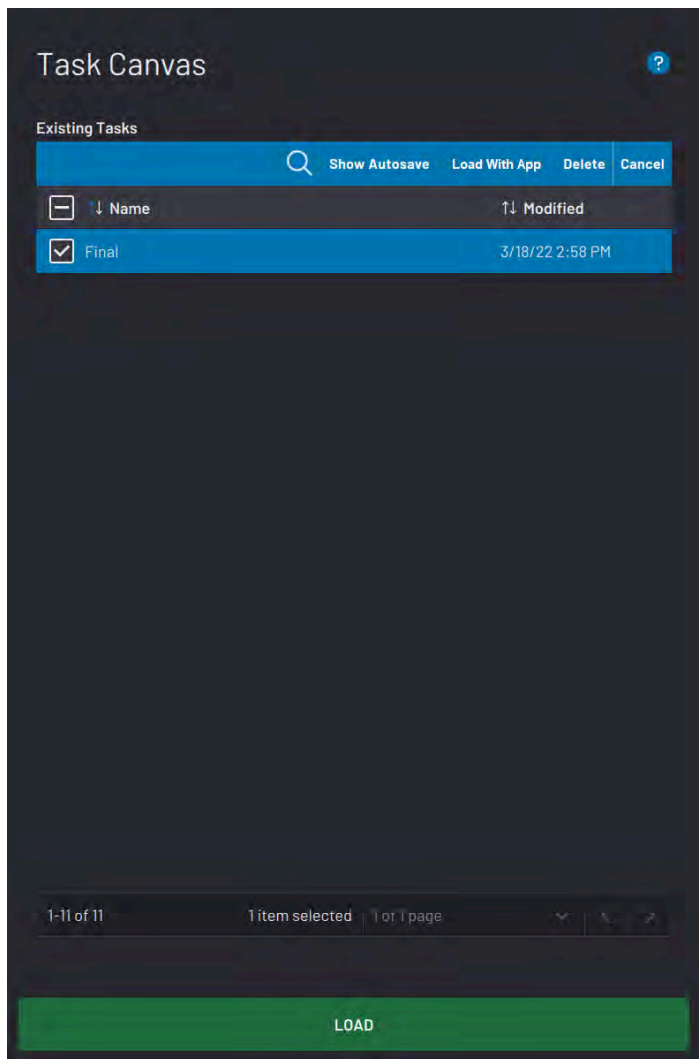 Task Canvas
?
Existing Tasks
Show Autosave Load With App Delete Cancel
↑↓ Name ↑↓ Modified
Final 3/18/22 2:58 PM
1-11 of 11 1 item selected 1 or 1 page
LOAD